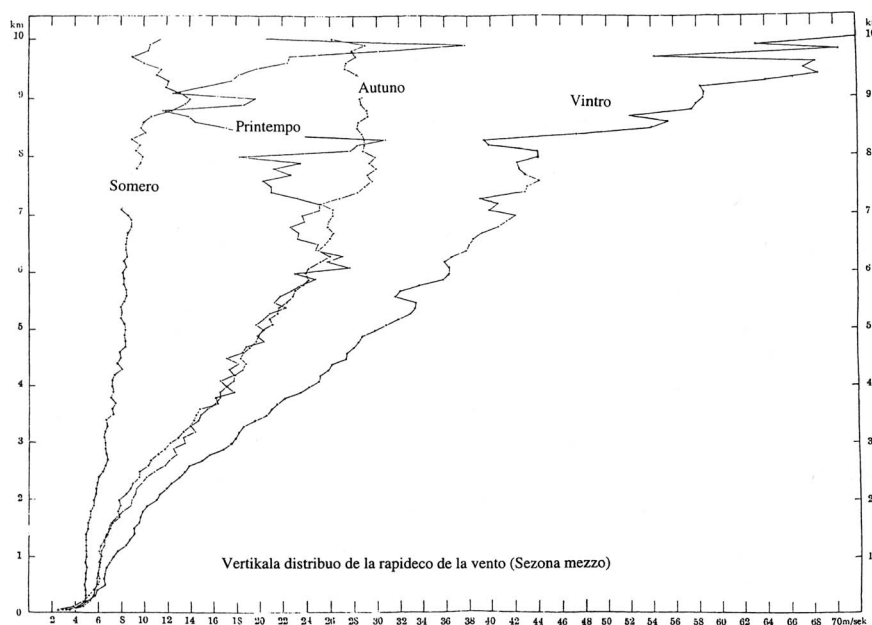 km km
10 10
Autuno
9 Vintro 9
Printempo
8 8
Somero
7 7
6 6
5 5
4 4
3 3
2 2
1 1
Vertikala distribuo de la rapideco de la vento (Sezona mezzo)
0
2 4 6 8 10 12 14 16 18 20 22 24 26 28 30 32 34 36 38 40 42 44 46 48 50 52 54 56 58 60 62 64 66 68 70 m/sek